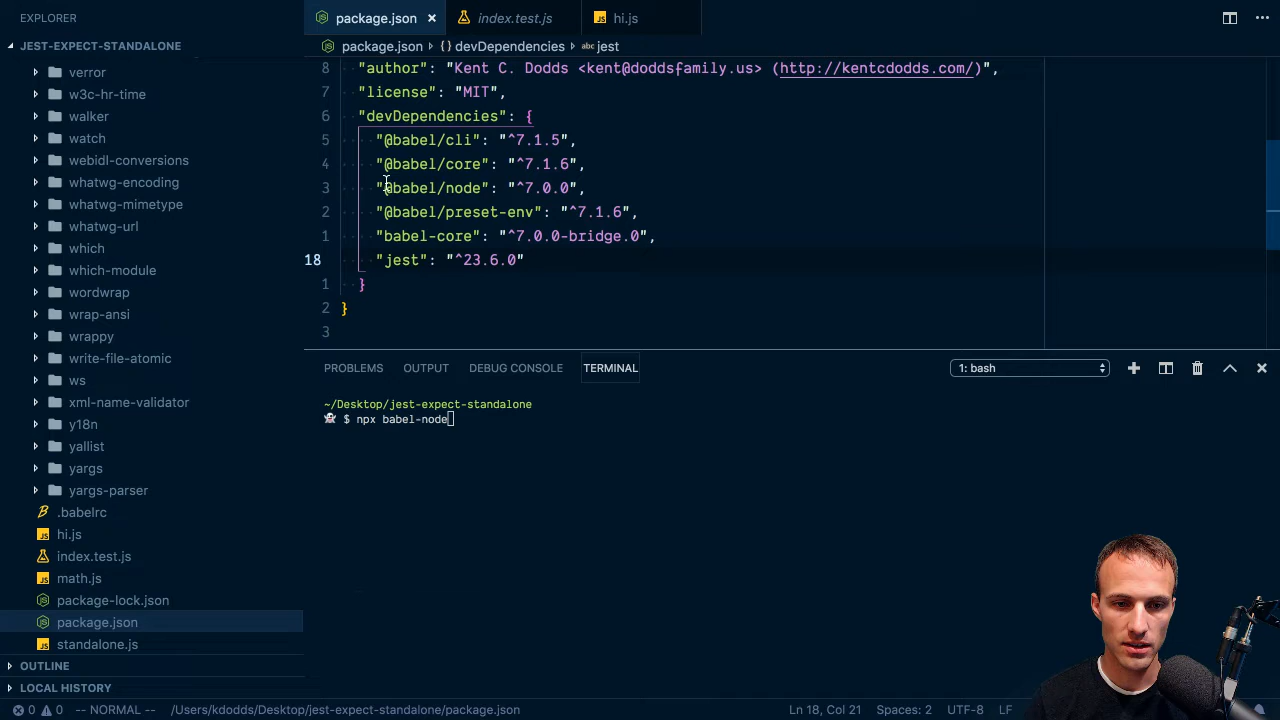 EXPLORER
JEST-EXPECT-STANDALONE
verror
w3c-hr-time
walker
watch
webidl-conversions
whatwg-encoding
whatwg-mimetype
whatwg-url
which
which-module
wordwrap
wrap-ansi
wrappy
write-file-atomic
ws
xml-name-validator
y18n
yallist
yargs
yargs-parser
.babelrc
hi.js
index.test.js
math.js
package-lock.json
package.json
standalone.js
OUTLINE
LOCAL HISTORY
package.json index.test.js hi.js
package.json { } devDependencies abc jest
8 "author": "Kent C. Dodds <kent@doddsfamily.us> (http://kentcdodds.com/)",
7 "license": "MIT",
6 "devDependencies": {
5 "@babel/cli": "^7.1.5",
4 "@babel/core": "^7.1.6",
3 "@babel/node": "^7.0.0",
2 "@babel/preset-env": "^7.1.6",
1 "babel-core": "^7.0.0-bridge.0",
18 "jest": "^23.6.0"
1 }
2 }
3
PROBLEMS OUTPUT DEBUG CONSOLE TERMINAL 1: bash
~/Desktop/jest-expect-standalone
$ npx babel-node
0 0 -- NORMAL -- /Users/kdodds/Desktop/jest-expect-standalone/package.json Ln 18, Col 21 Spaces: 2 UTF-8 LF